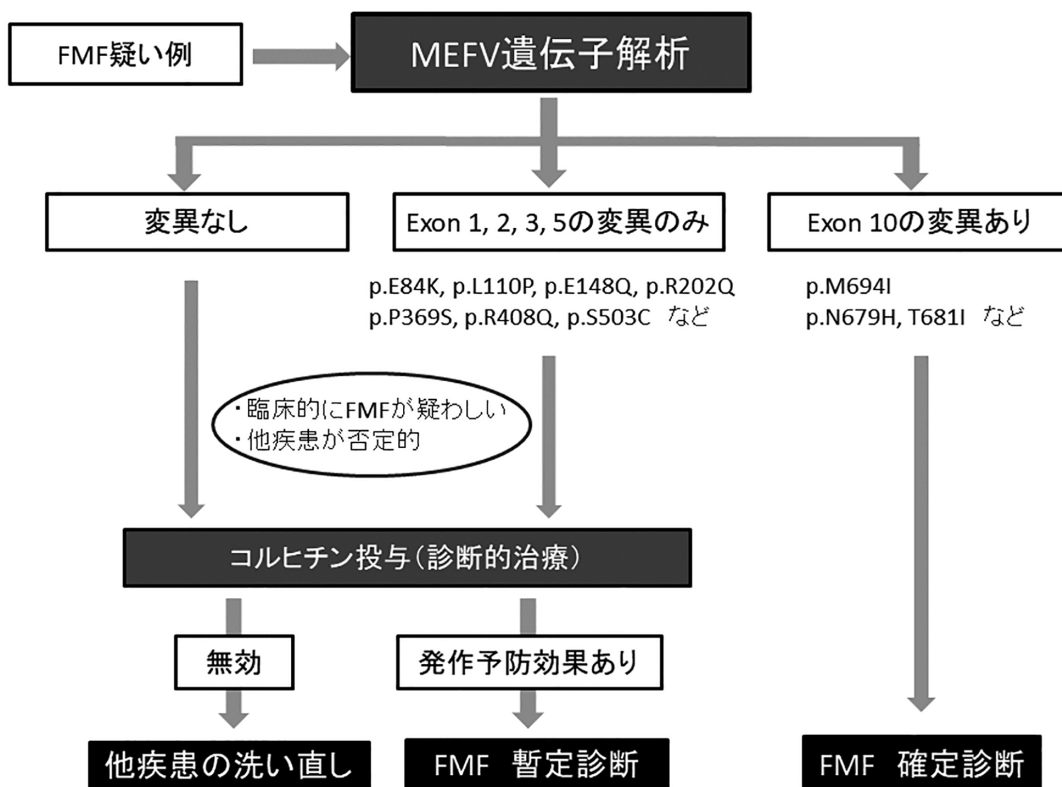 FMF疑い例
MEFV遺伝子解析
変異なし
Exon 1, 2, 3, 5の変異のみ
Exon 10の変異あり
p.E84K, p.L110P, p.E148Q, p.R202Q
p.P369S, p.R408Q, p.S503C など
p.M694I
p.N679H, T681I など
・臨床的にFMFが疑わしい
・他疾患が否定的
コルヒチン投与(診断的治療)
無効
発作予防効果あり
他疾患の洗い直し
FMF 暫定診断
FMF 確定診断